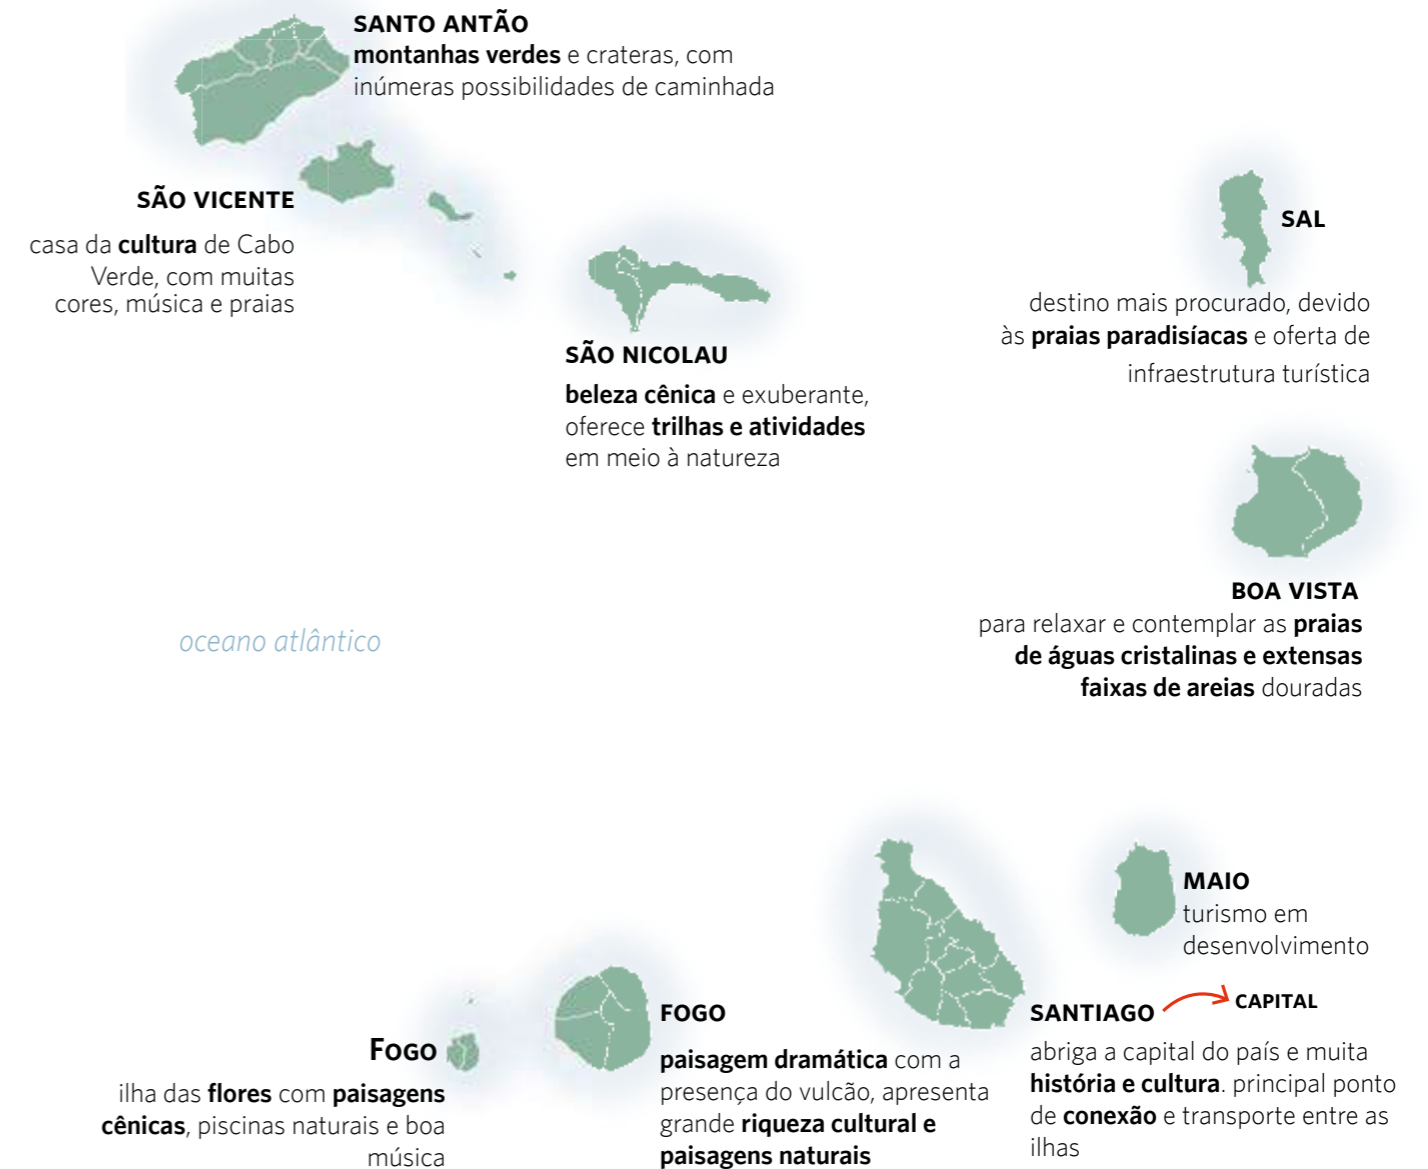 SANTO ANTÃO
montanhas verdes e crateras, com
inúmeras possibilidades de caminhada
SÃO VICENTE
casa da cultura de Cabo
Verde, com muitas
cores, música e praias
SÃO NICOLAU
beleza cênica e exuberante,
oferece trilhas e atividades
em meio à natureza
SAL
destino mais procurado, devido
às praias paradisíacas e oferta de
infraestrutura turística
BOA VISTA
para relaxar e contemplar as praias
de águas cristalinas e extensas
faixas de areias douradas
oceano atlântico
MAIO
turismo em
desenvolvimento
SANTIAGO
CAPITAL
abriga a capital do país e muita
história e cultura. principal ponto
de conexão e transporte entre as
ilhas
FOGO
paisagem dramática com a
presença do vulcão, apresenta
grande riqueza cultural e
paisagens naturais
FOGO
ilha das flores com paisagens
cênicas, piscinas naturais e boa
música